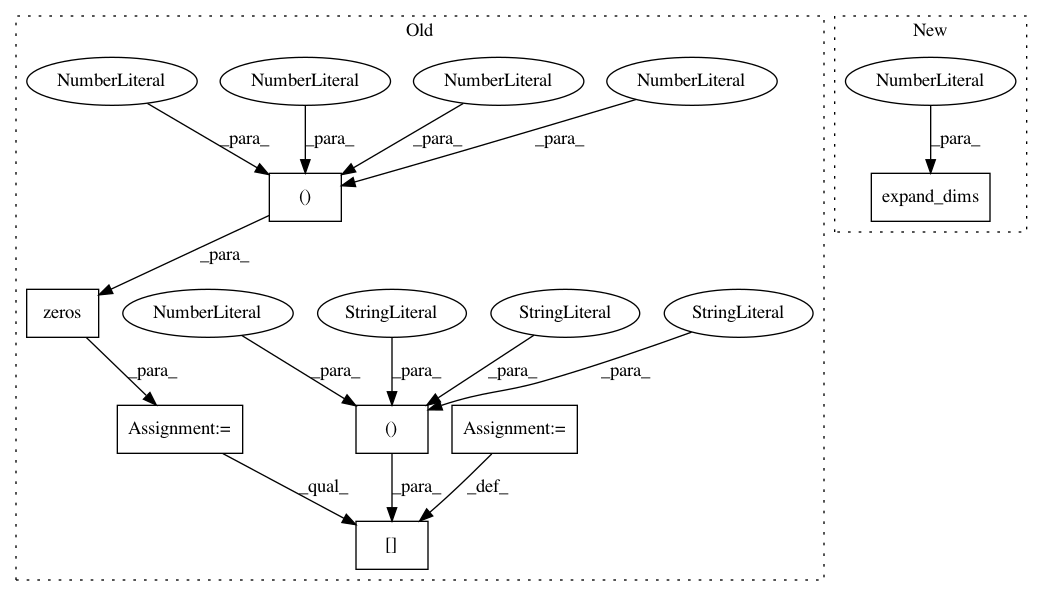 Old
New
NumberLiteral NumberLiteral NumberLiteral NumberLiteral NumberLiteral
_para_ _para_ _para_ _para_ _para_
() expand_dims
_para_
zeros NumberLiteral StringLiteral StringLiteral StringLiteral
_para_ _para_ _para_ _para_ _para_
Assignment:= () Assignment:=
_qual_ _para_ _def_
[]